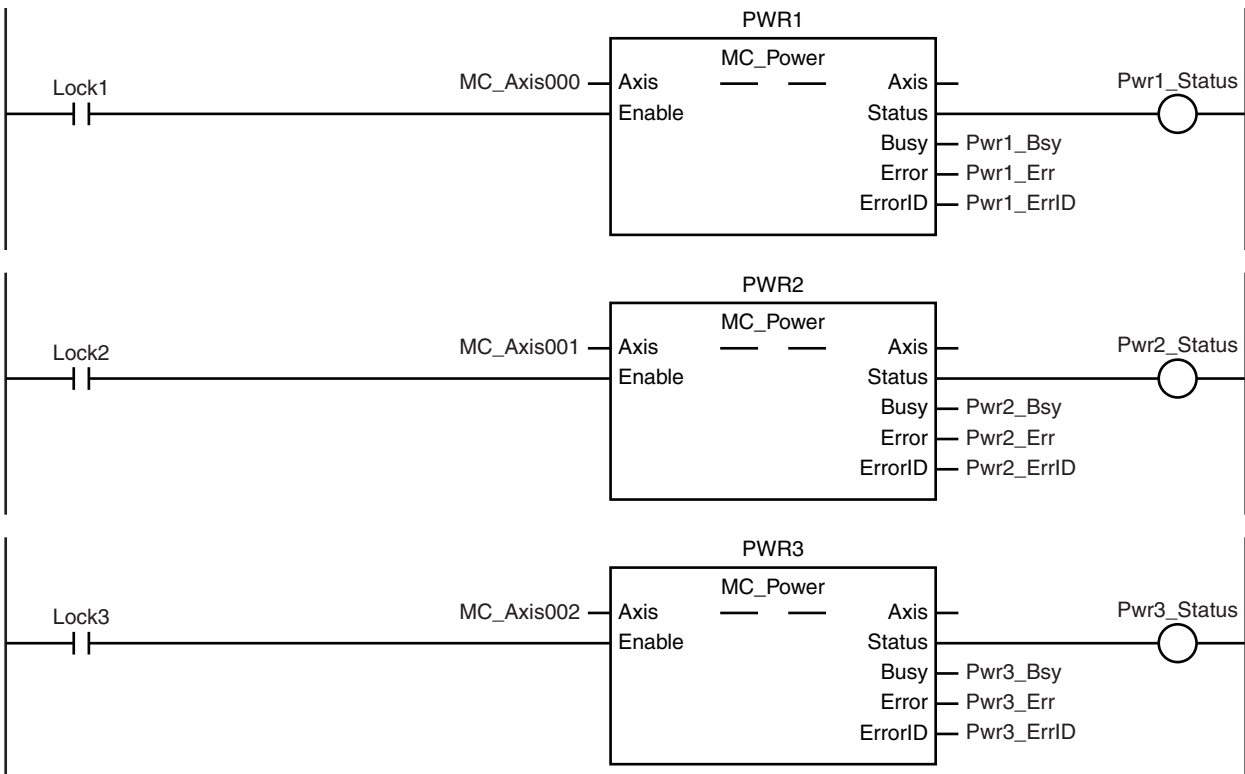 PWR1
MC_Power
Lock1
MC_Axis000
Axis
Axis
Pwr1_Status
Enable
Status
Busy
Pwr1_Bsy
Error
Pwr1_Err
ErrorID
Pwr1_ErrID
PWR2
MC_Power
Lock2
MC_Axis001
Axis
Axis
Pwr2_Status
Enable
Status
Busy
Pwr2_Bsy
Error
Pwr2_Err
ErrorID
Pwr2_ErrID
PWR3
MC_Power
Lock3
MC_Axis002
Axis
Axis
Pwr3_Status
Enable
Status
Busy
Pwr3_Bsy
Error
Pwr3_Err
ErrorID
Pwr3_ErrID